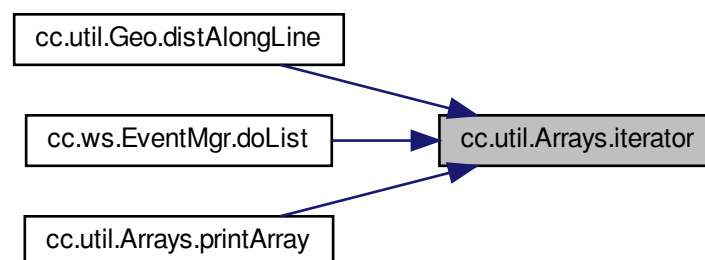 cc.util.Geo.distAlongLine
cc.ws.EventMgr.doList
cc.util.Arrays.iterator
cc.util.Arrays.printArray